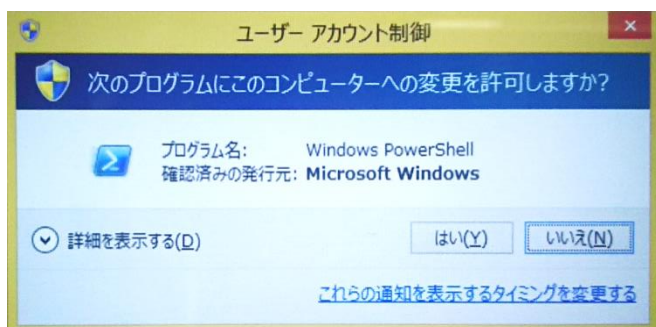 ユーザー アカウント制御
次のプログラムにこのコンピューターへの変更を許可しますか?
プログラム名: Windows PowerShell
確認済みの発行元: Microsoft Windows
詳細を表示する(D)
はい(Y)
いいえ(N)
これらの通知を表示するタイミングを変更する